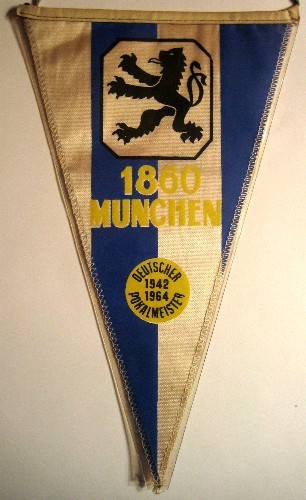 1860
MUNCHEN
DEUTSCHER
1942
1964
POKALMEISTER